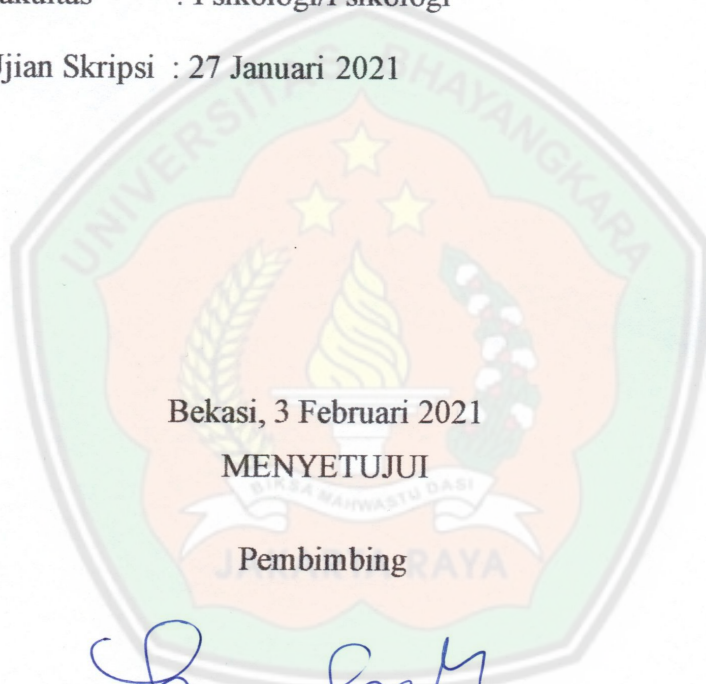 : Psikologi/Psikologi
Ujian Skripsi : 27 Januari 2021
UNIVERSITAS BHAYANGKARA
Bekasi, 3 Februari 2021
MENYETUJUI
BIKSA MAHWASTU DASI
Pembimbing
JAKARTA RAYA